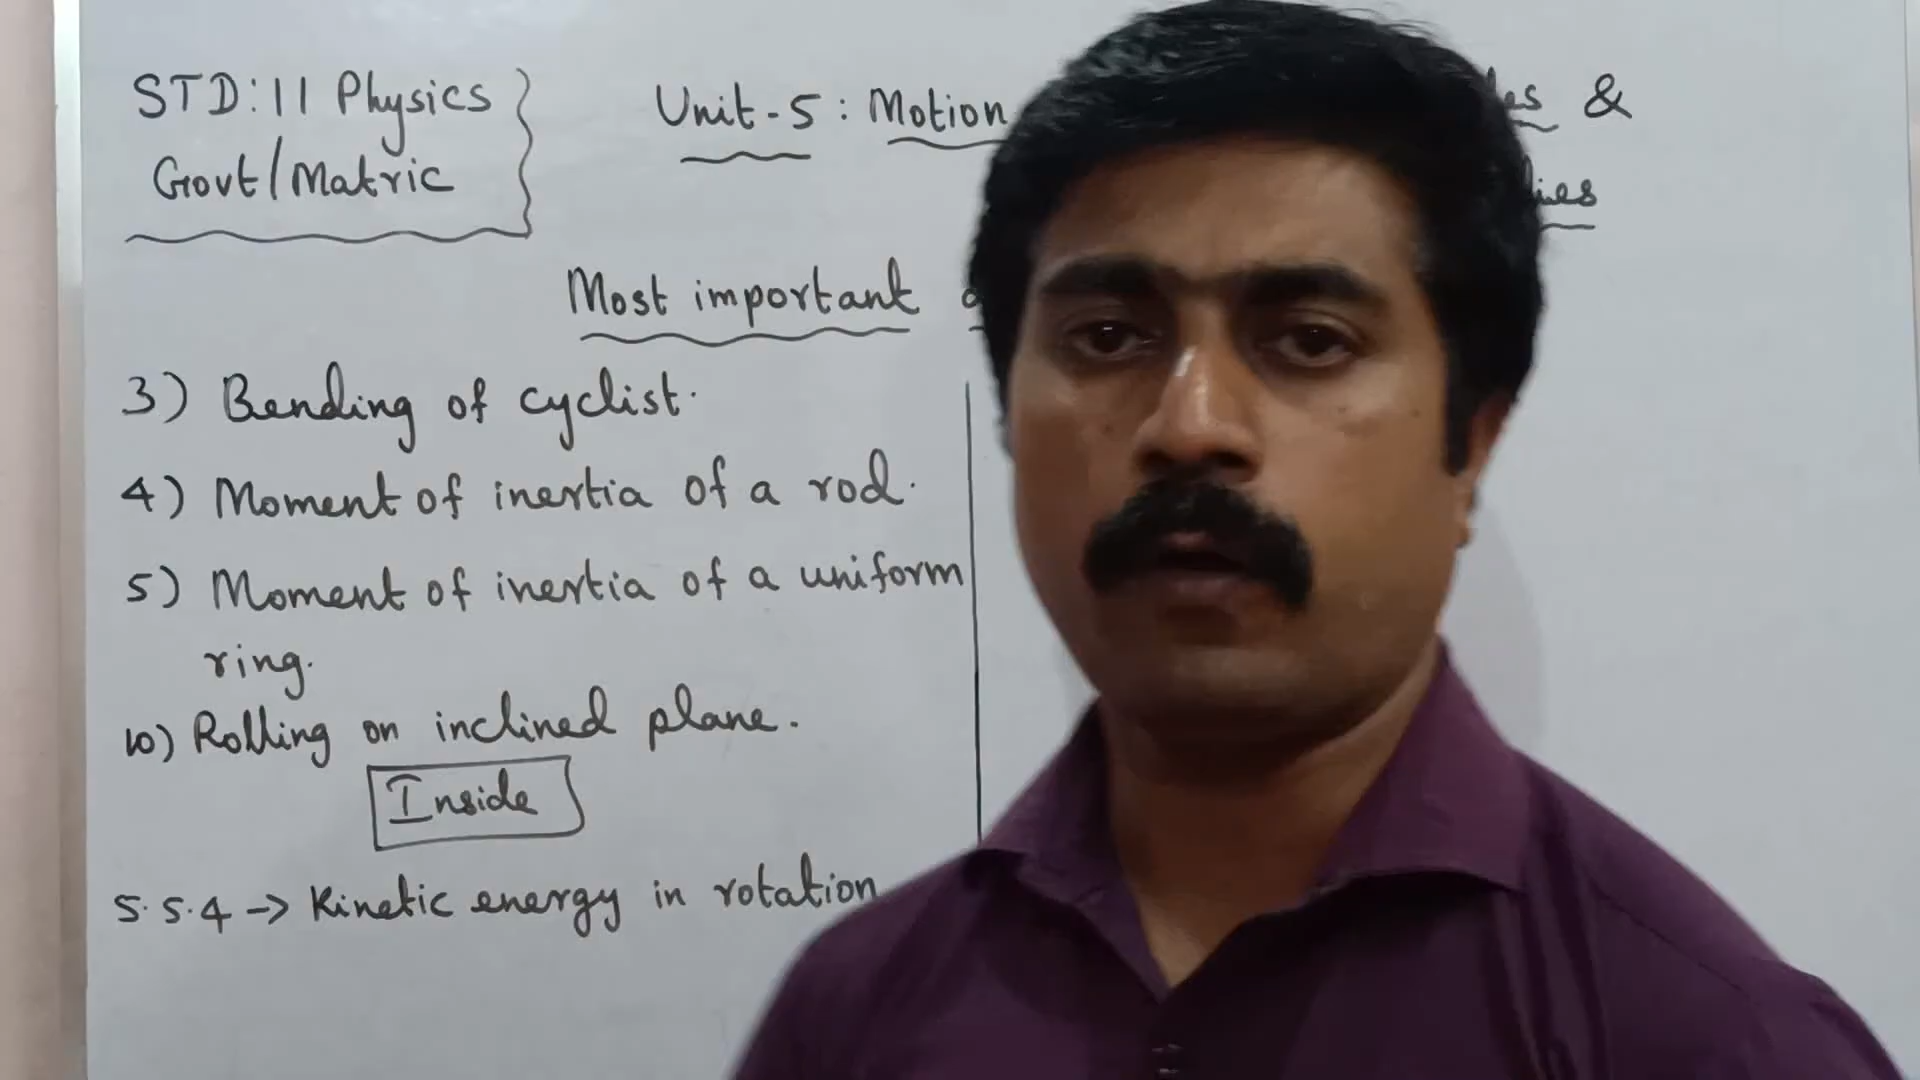 STD:11 Physics
Govt/Matric
Unit-5: Motion &
Most important
3) Bending of cyclist.
4) Moment of inertia of a rod.
5) Moment of inertia of a uniform
ring.
10) Rolling on inclined plane.
Inside
5.5.4 → Kinetic energy in rotation